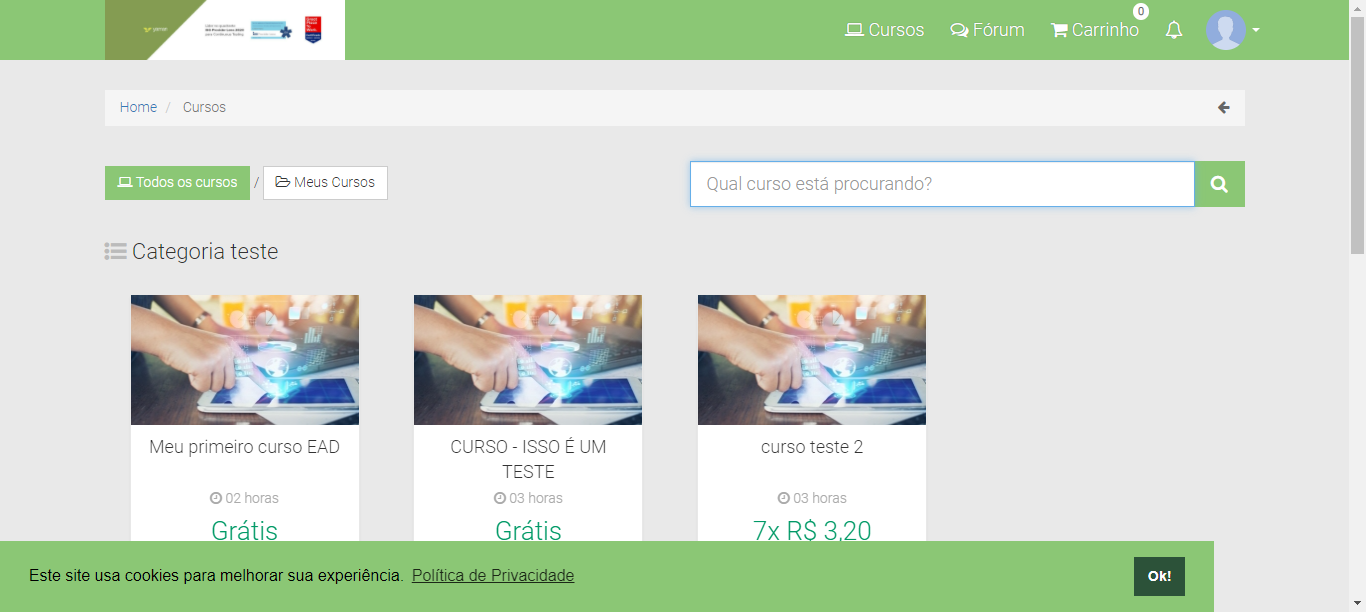 Cursos
Fórum
Carrinho
0
Home / Cursos
Todos os cursos / Meus Cursos
Qual curso está procurando?
Categoria teste
Meu primeiro curso EAD
02 horas
Grátis
CURSO - ISSO É UM
TESTE
03 horas
Grátis
curso teste 2
03 horas
7x R$ 3,20
Este site usa cookies para melhorar sua experiência. Política de Privacidade
Ok!